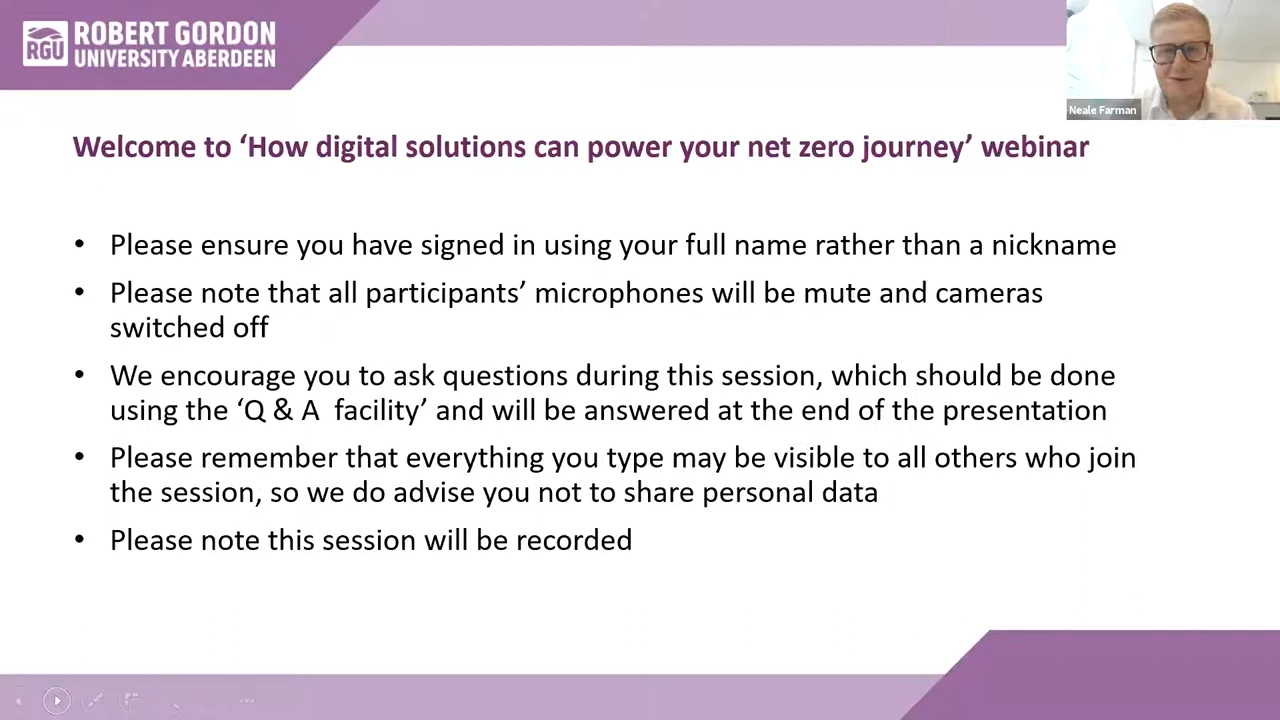 RGU
ROBERT GORDON
UNIVERSITY ABERDEEN
Neale Farman
Welcome to ‘How digital solutions can power your net zero journey’ webinar
• Please ensure you have signed in using your full name rather than a nickname
• Please note that all participants’ microphones will be mute and cameras
switched off
• We encourage you to ask questions during this session, which should be done
using the ‘Q & A  facility’ and will be answered at the end of the presentation
• Please remember that everything you type may be visible to all others who join
the session, so we do advise you not to share personal data
• Please note this session will be recorded